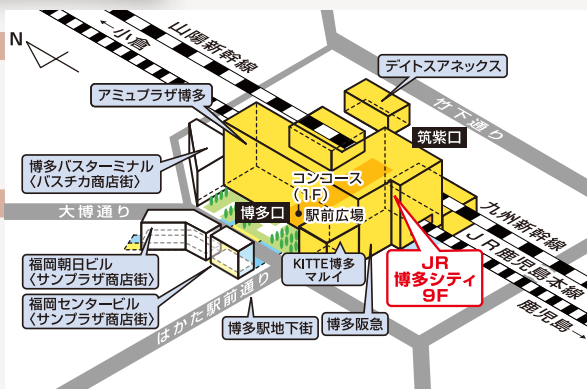 N
←小倉
山陽新幹線
デイトスアネックス
アミュプラザ博多
竹下通り
筑紫口
博多バスターミナル
〈バスチカ商店街〉
コンコース
(1F)
博多口
駅前広場
大博通り
九州新幹線
JR鹿児島本線
鹿児島→
福岡朝日ビル
〈サンプラザ商店街〉
KITTE博多
マルイ
JR
博多シティ
9F
福岡センタービル
〈サンプラザ商店街〉
はかた駅前通り
博多駅地下街
博多阪急